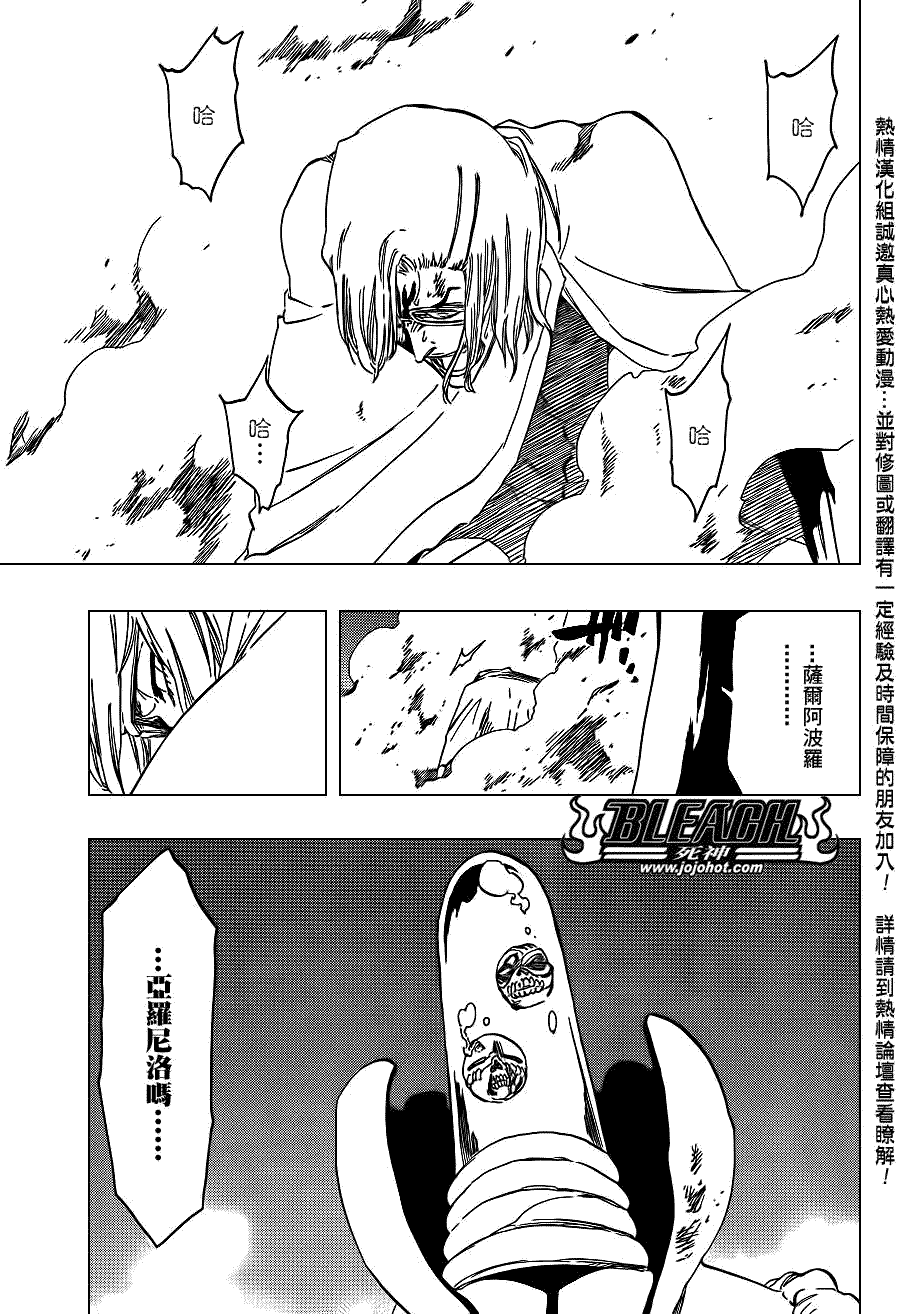 哈
哈
哈
哈…
…薩爾阿波羅
…………
BLEACH
死神
www.jojohot.com
…亞羅尼洛嗎……
熱情漢化組誠邀真心熱愛動漫…並對修圖或翻譯有一定經驗及時間保障的朋友加入！ 詳情請到熱情論壇查看瞭解！